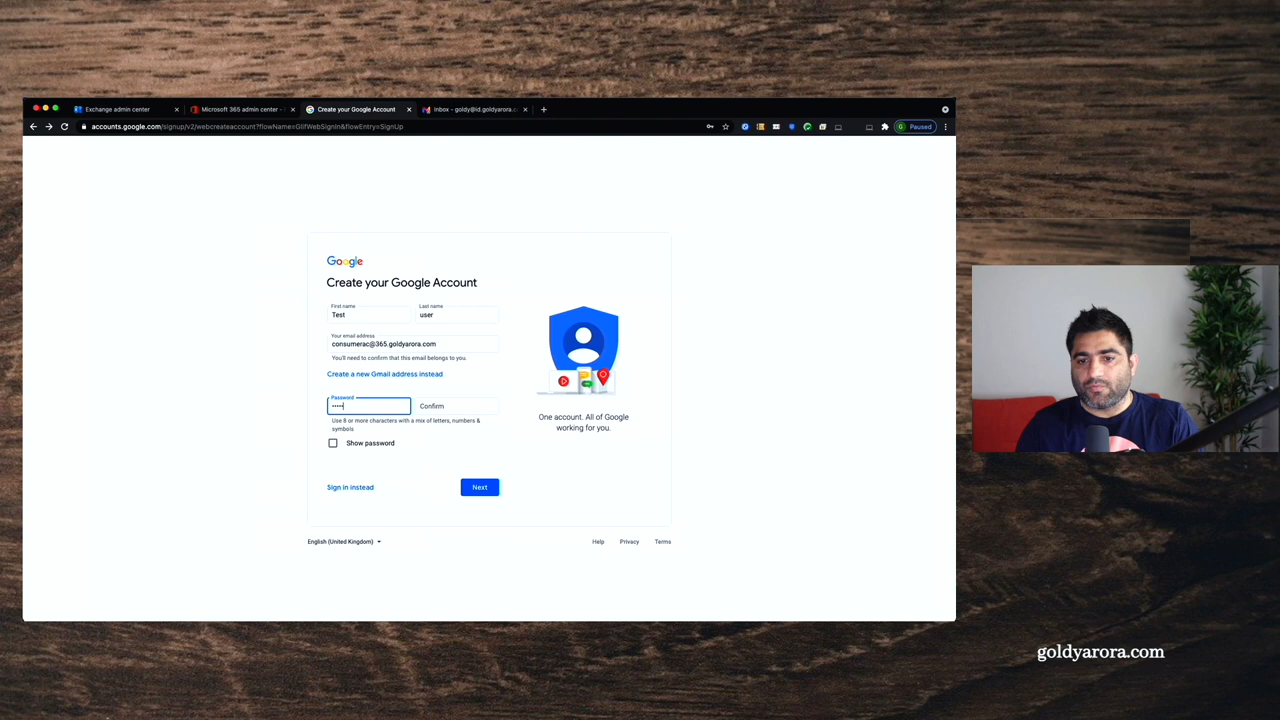 Exchange admin center
Microsoft 365 admin center -
Create your Google Account
Inbox - goldy@id.goldyarora.
accounts.google.com/signup/v2/webcreateaccount?flowName=GlifWebSignIn&flowEntry=SignUp
G Paused
Google
Create your Google Account
First name
Test
Last name
user
Your email address
consumerac@365.goldyarora.com
You'll need to confirm that this email belongs to you.
Create a new Gmail address instead
Password
Confirm
Use 8 or more characters with a mix of letters, numbers &
symbols
Show password
One account. All of Google
working for you.
Sign in instead
Next
English (United Kingdom)
Help
Privacy
Terms
goldyarora.com